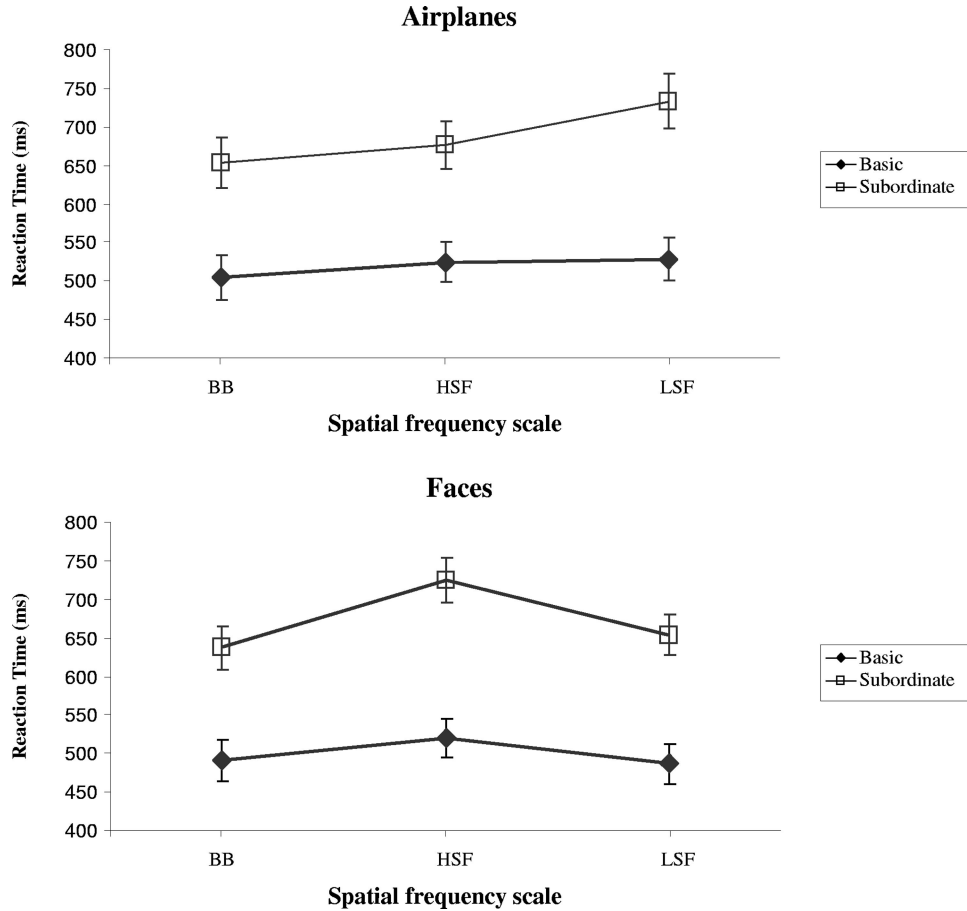 Airplanes
Reaction Time (ms)
800
750
700
650
600
550
500
450
400
BB HSF LSF
Spatial frequency scale
Basic
Subordinate
Faces
Reaction Time (ms)
800
750
700
650
600
550
500
450
400
BB HSF LSF
Spatial frequency scale
Basic
Subordinate